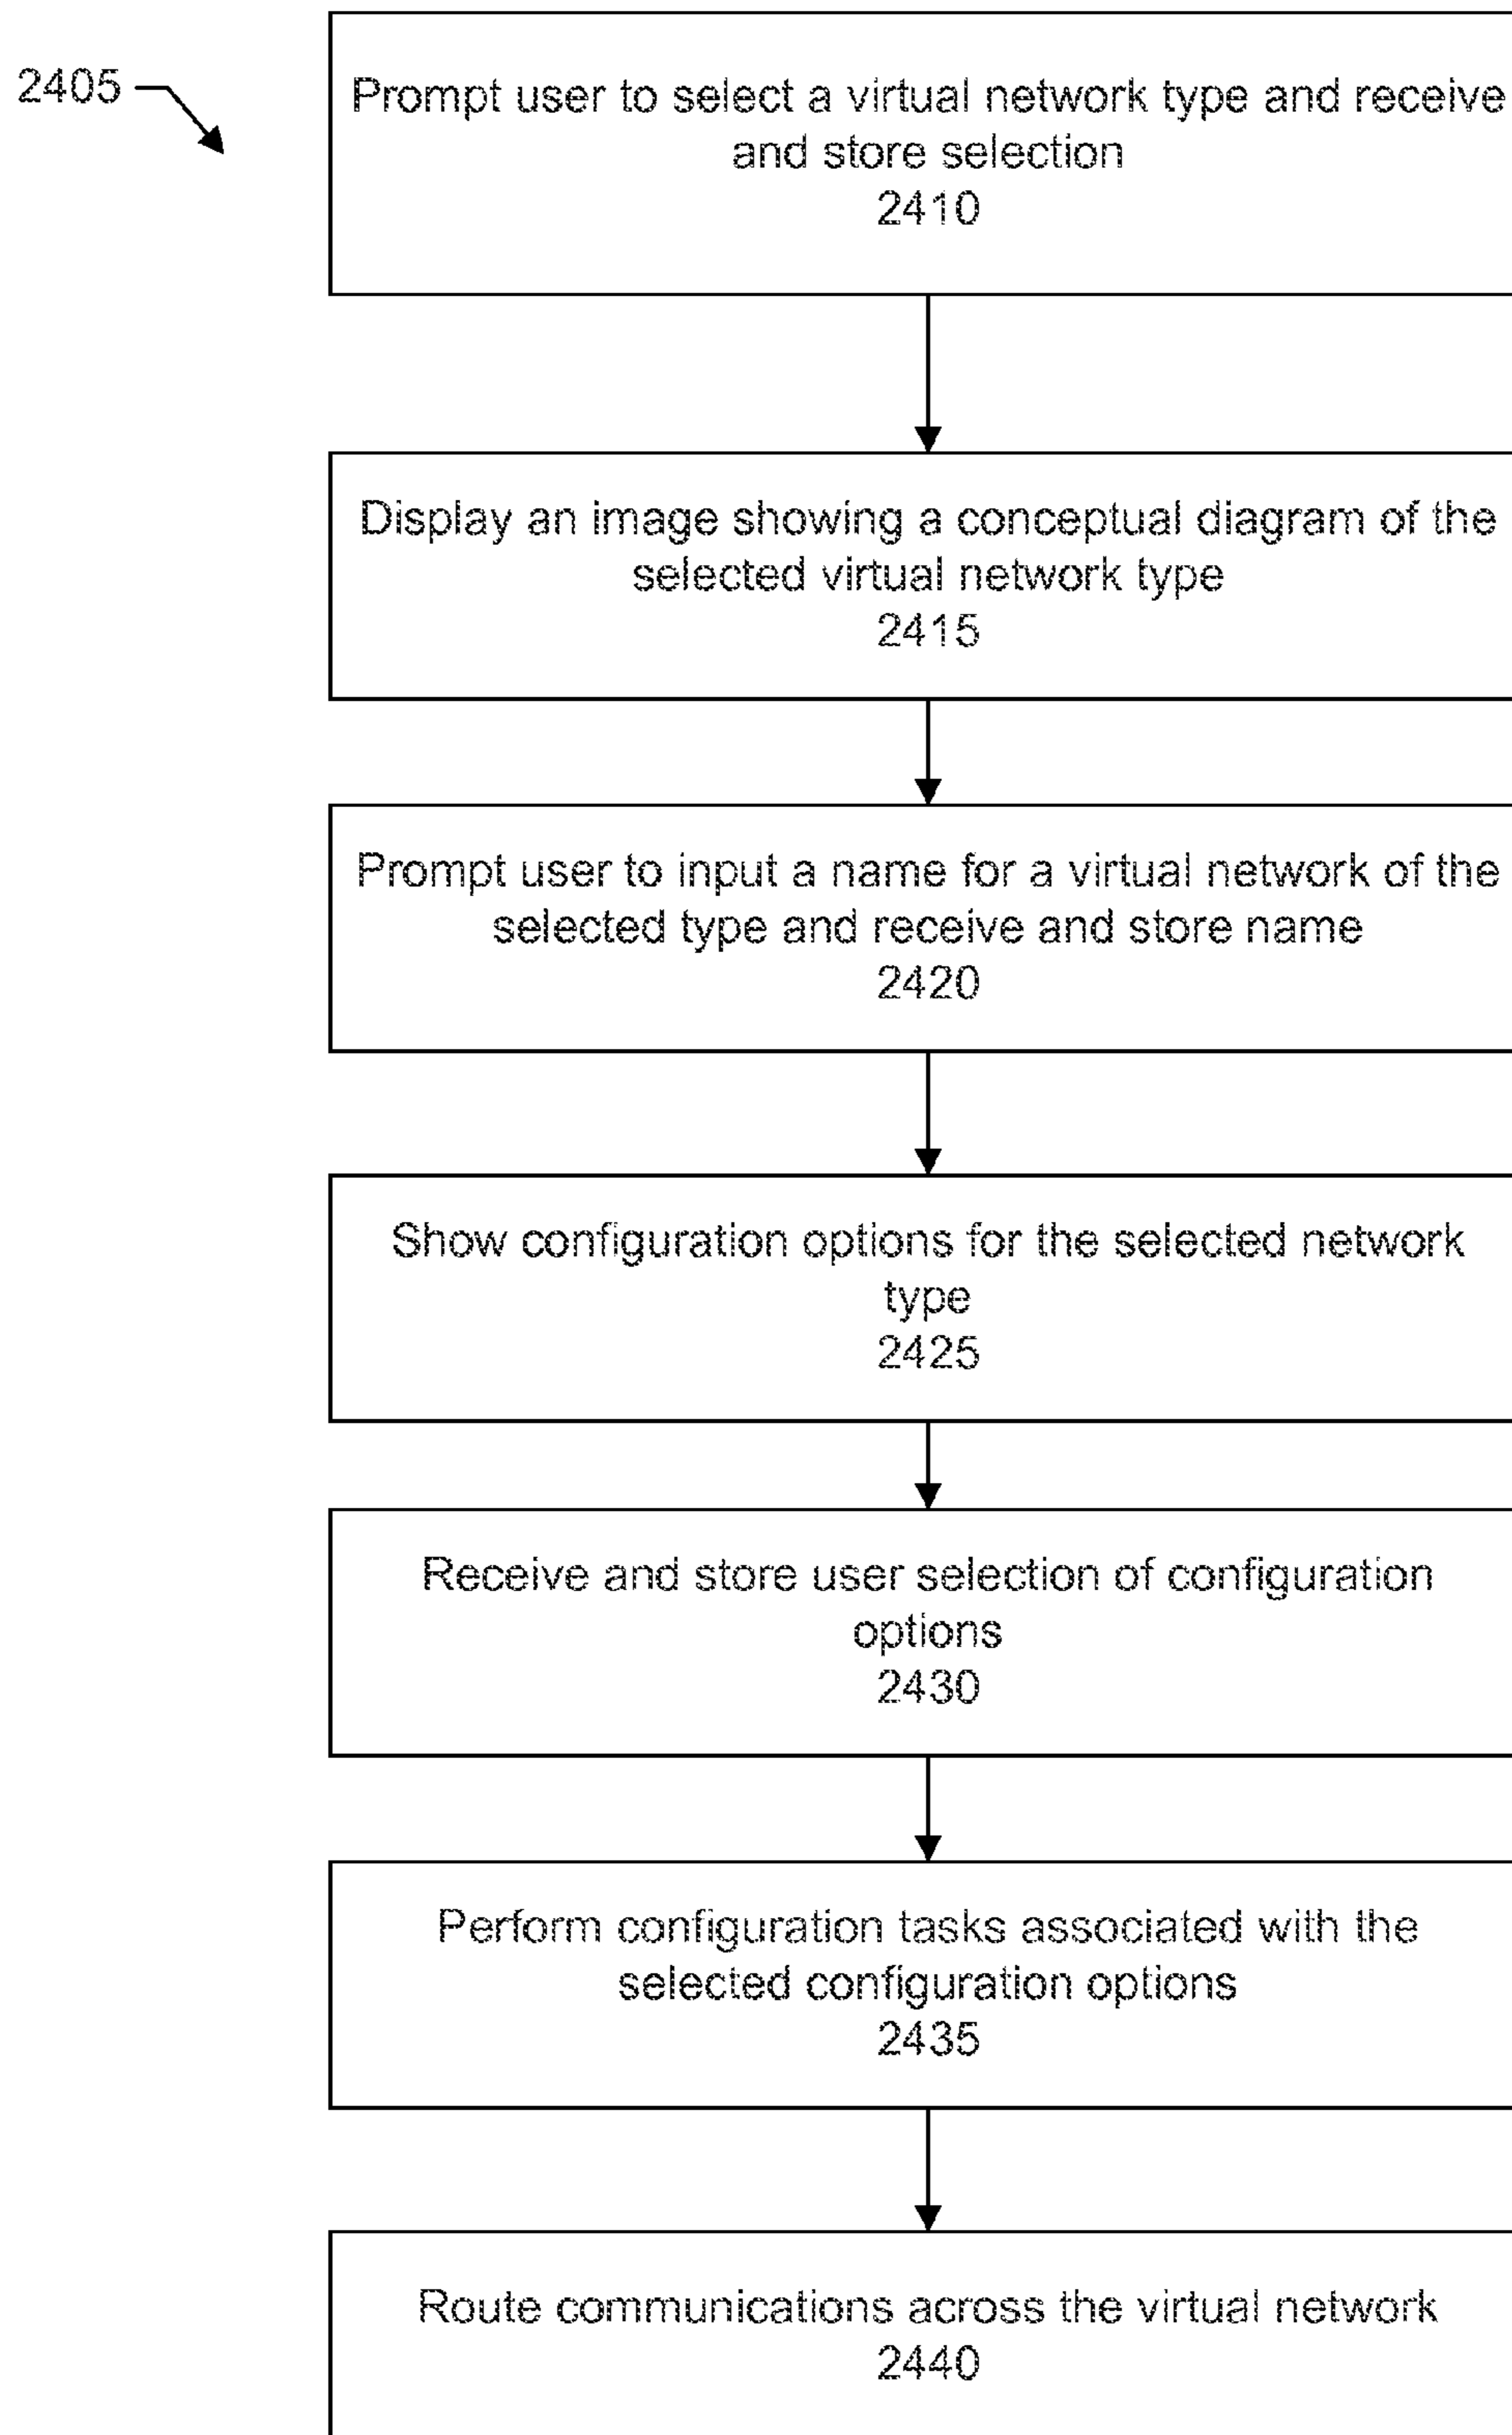 2405
Prompt user to select a virtual network type and receive
and store selection
2410
Display an image showing a conceptual diagram of the
selected virtual network type
2415
Prompt user to input a name for a virtual network of the
selected type and receive and store name
2420
Show configuration options for the selected network
type
2425
Receive and store user selection of configuration
options
2430
Perform configuration tasks associated with the
selected configuration options
2435
Route communications across the virtual network
2440